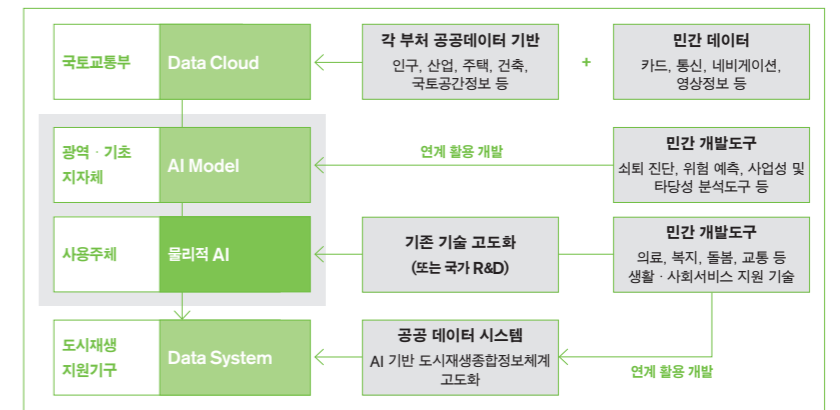 국토교통부
Data Cloud
각 부처 공공데이터 기반
인구, 산업, 주택, 건축,
국토공간정보 등
+
민간 데이터
카드, 통신, 네비게이션,
영상정보 등
광역 · 기초
지자체
AI Model
연계 활용 개발
민간 개발도구
쇠퇴 진단, 위험 예측, 사업성 및
타당성 분석도구 등
사용주체
물리적 AI
기존 기술 고도화
(또는 국가 R&D)
민간 개발도구
의료, 복지, 돌봄, 교통 등
생활 · 사회서비스 지원 기술
도시재생
지원기구
Data System
공공 데이터 시스템
AI 기반 도시재생종합정보체계
고도화
연계 활용 개발